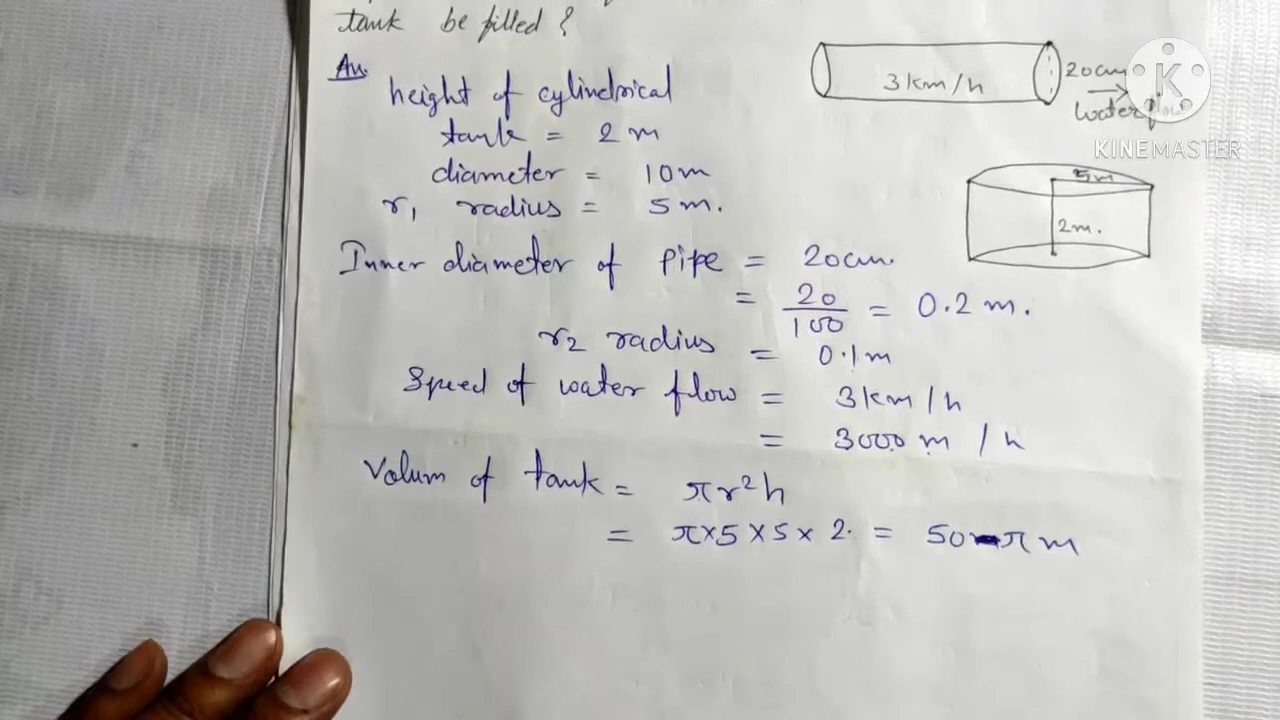 tank be filled ?
Ans
height of cylindrical
tank = 2 m
diameter = 10m
r₁ radius = 5 m.
Inner diameter of pipe = 20cm.
= 20/100 = 0.2 m.
r2 radius = 0.1m
Speed of water flow = 3km/h
= 3000 m / h
Volum of tank = πr²h
= π×5×5×2. = 50 π m
3km/h
20cm
water
KINEMASTER
5m
2m.